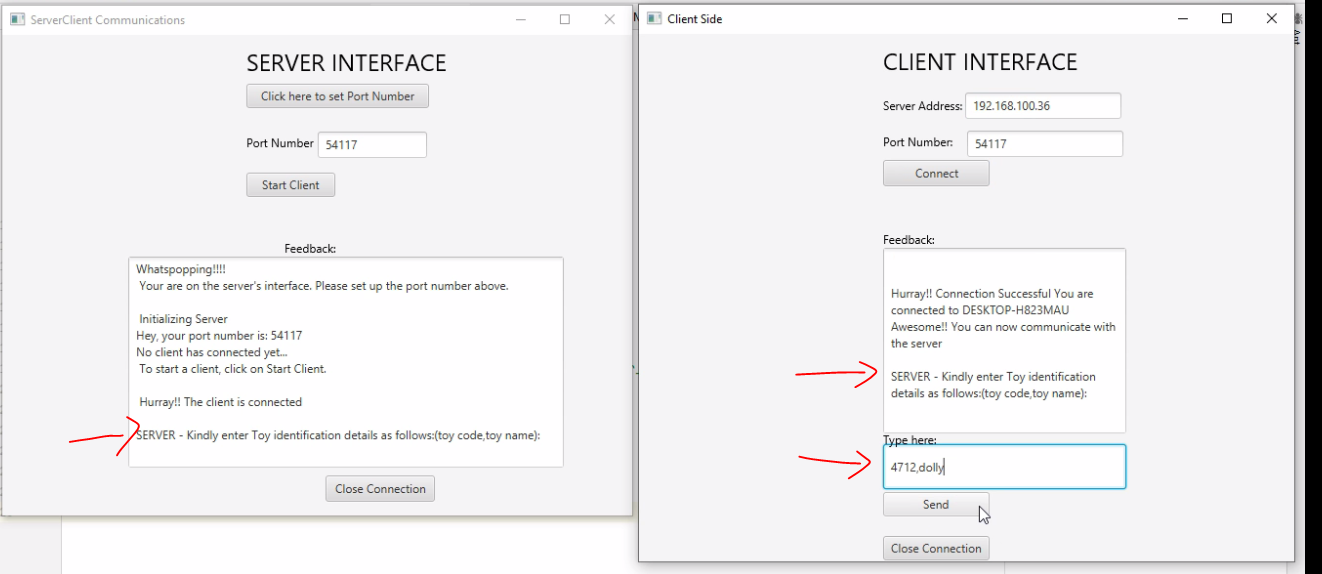 ServerClient Communications
SERVER INTERFACE
Click here to set Port Number
Port Number 54117
Start Client
Feedback:
Whatspopping!!!!
Your are on the server's interface. Please set up the port number above.
Initializing Server
Hey, your port number is: 54117
No client has connected yet...
To start a client, click on Start Client.
Hurray!! The client is connected
SERVER - Kindly enter Toy identification details as follows:(toy code,toy name):
Close Connection
Client Side
CLIENT INTERFACE
Server Address: 192.168.100.36
Port Number: 54117
Connect
Feedback:
Hurray!! Connection Successful You are
connected to DESKTOP-H823MAU
Awesome!! You can now communicate with
the server
SERVER - Kindly enter Toy identification
details as follows:(toy code,toy name):
Type here:
4712,dolly
Send
Close Connection